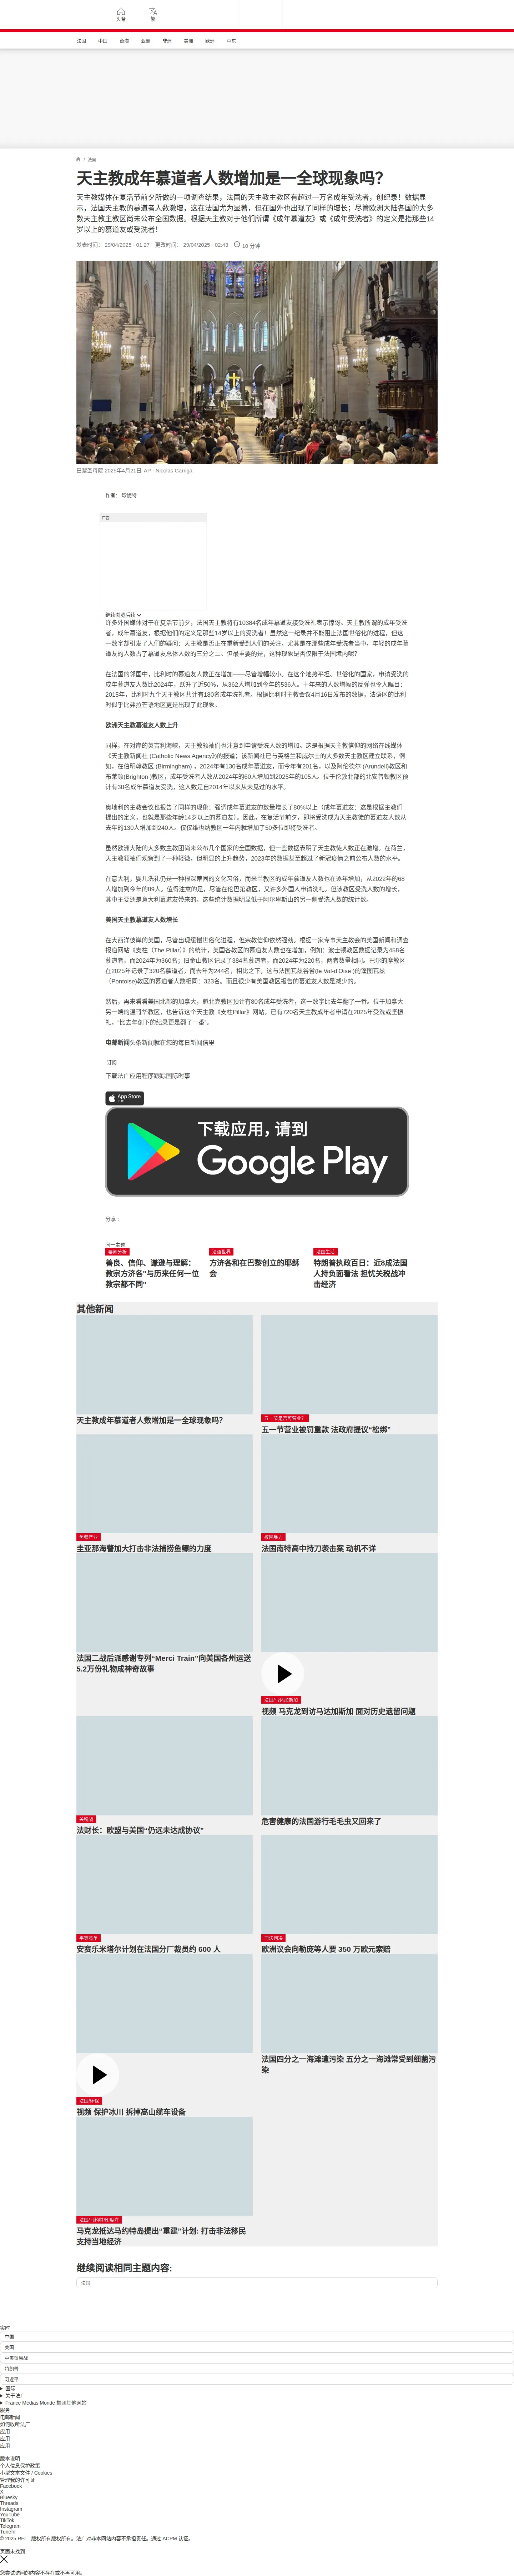 头条
繁
法国
中国
台湾
亚洲
非洲
美洲
欧洲
中东
/ 法国
天主教成年慕道者人数增加是一全球现象吗?
天主教媒体在复活节前夕所做的一项调查结果，法国的天主教主教区有超过一万名成年受洗者，创纪录！数据显
示，法国天主教的慕道者人数激增，这在法国尤为显著，但在国外也出现了同样的增长；尽管欧洲大陆各国的大多
数天主教主教区尚未公布全国数据。根据天主教对于他们所谓《成年慕道友》或《成年受洗者》的定义是指那些14
岁以上的慕道友或受洗者！
发表时间： 29/04/2025 - 01:27 更改时间： 29/04/2025 - 02:43 10 分钟
巴黎圣母院 2025年4月21日 AP - Nicolas Garriga
作者： 珍妮特
广告
继续浏览后续
许多外国媒体对于在复活节前夕，法国天主教将有10384名成年慕道友接受洗礼表示惊讶。天主教所谓的成年受洗
者，成年慕道友，根据他们的定义是那些14岁以上的受洗者！虽然这一纪录并不能阻止法国世俗化的进程，但这
一数字却引发了人们的疑问：天主教是否正在重新受到人们的关注，尤其是在那些成年受洗者当中，年轻的成年慕
道友的人数占了慕道友总体人数的三分之二。但最重要的是，这种现象是否仅限于法国境内呢?
在法国的邻国中，比利时的慕道友人数正在增加——尽管增幅较小。在这个地势平坦、世俗化的国家，申请受洗的
成年慕道友人数比2024年，跃升了近50%，从362人增加到今年的536人。十年来的人数增幅的反弹也令人瞩目：
2015年，比利时九个天主教区共计有180名成年洗礼者。根据比利时主教会议4月16日发布的数据，法语区的比利
时似乎比弗拉芒语地区更是出现了此现象。
欧洲天主教慕道友人数上升
同样，在对岸的英吉利海峡，天主教领袖们也注意到申请受洗人数的增加。这是根据天主教信仰的网络在线媒体
《天主教新闻社 (Catholic News Agency)》的报道；该新闻社已与英格兰和威尔士的大多数天主教区建立联系，例
如，在伯明翰教区 (Birmingham) ，2024年有130名成年慕道友，而今年有201名，以及阿伦德尔 (Arundell)教区和
布莱顿(Brighton )教区，成年受洗者人数从2024年的60人增加到2025年的105人。位于伦敦北部的北安普顿教区预
计有38名成年慕道友受洗，这人数是自2014年以来从未见过的水平。
奥地利的主教会议也报告了同样的现象：强调成年慕道友的数量增长了80%以上（成年慕道友：这是根据主教们
提出的定义，也就是那些年龄14岁以上的慕道友）。因此，在复活节前夕，即将受洗成为天主教徒的慕道友人数从
去年的130人增加到240人。仅仅维也纳教区一年内就增加了50多位即将受洗者。
虽然欧洲大陆的大多数主教团尚未公布几个国家的全国数据，但一些数据表明了天主教徒人数正在激增。在荷兰，
天主教领袖们观察到了一种轻微，但明显的上升趋势，2023年的数据甚至超过了新冠疫情之前公布人数的水平。
在意大利，婴儿洗礼仍是一种根深蒂固的文化习俗，而米兰教区的成年慕道友人数也在逐年增加，从2022年的66
人增加到今年的89人。值得注意的是，尽管在伦巴第教区，又许多外国人申请洗礼。但该教区受洗人数的增长，
其中主要还是意大利慕道友带来的。这些统计数据明显低于阿尔卑斯山的另一侧受洗人数的统计数。
美国天主教慕道友人数增长
在大西洋彼岸的美国，尽管出现缓慢世俗化进程，但宗教信仰依然强劲。根据一家专事天主教会的美国新闻和调查
报道网站《支柱（The Pillar）》的统计，美国各教区的慕道友人数也在增加，例如：波士顿教区数据记录为458名
慕道者，而2024年为360名；旧金山教区记录了384名慕道者，而2024年为220名，两者数量相同。巴尔的摩教区
在2025年记录了320名慕道者，而去年为244名，相比之下，这与法国瓦兹谷省(le Val-d'Oise )的蓬图瓦兹
（Pontoise)教区的慕道者人数相同：323名。而且很少有美国教区报告的慕道友人数是减少的。
然后，再来看看美国北部的加拿大，魁北克教区预计有80名成年受洗者，这一数字比去年翻了一番。位于加拿大
另一端的温哥华教区，也告诉这个天主教《支柱Pillar》网站，已有720名天主教成年者申请在2025年受洗或坚振
礼，"比去年创下的纪录更是翻了一番"。
电邮新闻头条新闻就在您的每日新闻信里
订阅
下载法广应用程序跟踪国际时事
App Store
下载
下载应用，请到
Google Play
分享 :
同一主题
要闻分析
善良、信仰、谦逊与理解：教宗方济各"与历来任何一位教宗都不同"
法语世界
方济各和在巴黎创立的耶稣会
法国生活
特朗普执政百日：近8成法国人持负面看法 担忧关税战冲击经济
其他新闻
天主教成年慕道者人数增加是一全球现象吗?
五一节是否可营业？
五一节营业被罚重款 法政府提议"松绑"
鱼鳔产业
圭亚那海警加大打击非法捕捞鱼鳔的力度
校园暴力
法国南特高中持刀袭击案 动机不详
法国二战后派感谢专列"Merci Train"向美国各州运送5.2万份礼物成神奇故事
法国/马达加斯加
视频 马克龙到访马达加斯加 面对历史遗留问题
关税战
法财长：欧盟与美国"仍远未达成协议"
危害健康的法国游行毛毛虫又回来了
平等竞争
安赛乐米塔尔计划在法国分厂裁员约 600 人
司法判决
欧洲议会向勒庞等人要 350 万欧元索赔
法国/环保
视频 保护冰川 拆掉高山缆车设备
法国四分之一海滩遭污染 五分之一海滩常受到细菌污染
法国/马约特/印度洋
马克龙抵达马约特岛提出"重建"计划: 打击非法移民 支持当地经济
继续阅读相同主题内容:
法国
实时
中国
美国
中美贸易战
特朗普
习近平
国际
关于法广
France Médias Monde 集团其他网站
服务
电邮新闻
如何收听法广
应用
应用
应用
版本说明
个人信息保护政策
小型文本文件 / Cookies
管理我的许可证
Facebook
X
Bluesky
Threads
Instagram
YouTube
TikTok
Telegram
TuneIn
© 2025 RFI – 版权所有版权所有。法广对非本网站内容不承担责任。通过 ACPM 认证。
页面未找到
您尝试访问的内容不存在或不再可用。